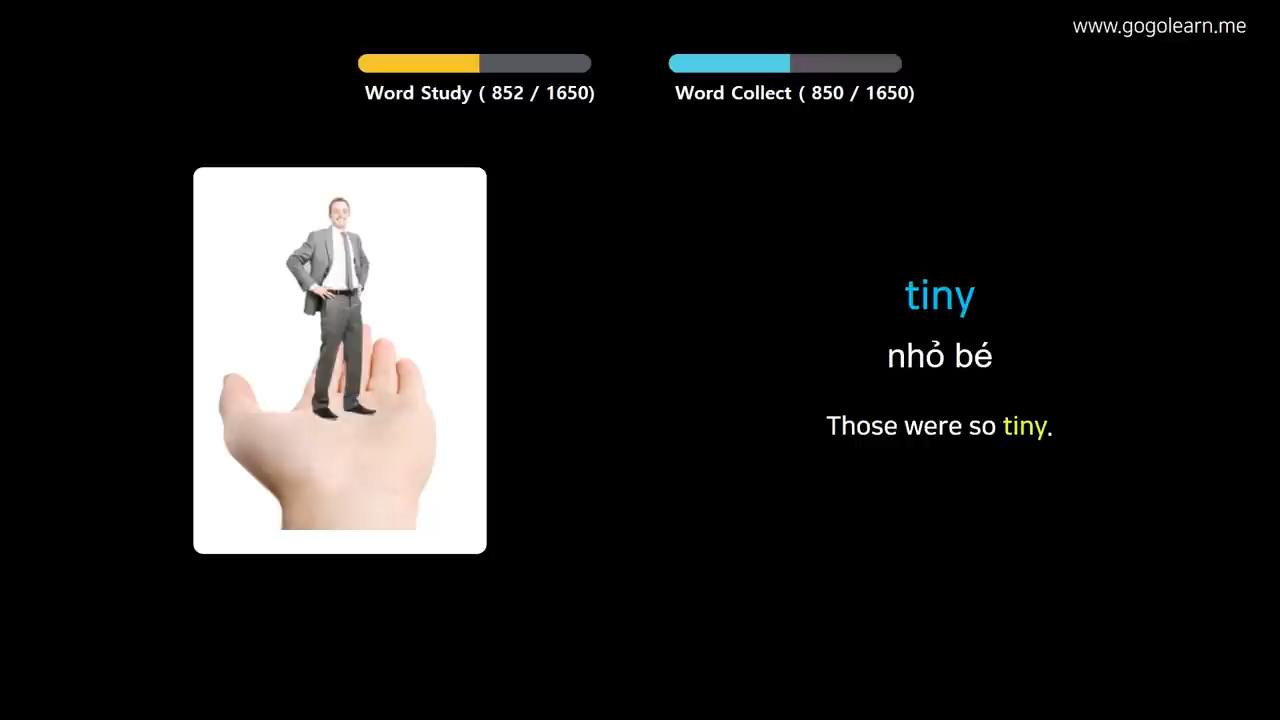 www.gogolearn.me
Word Study ( 852 / 1650)
Word Collect ( 850 / 1650)
tiny
nhỏ bé
Those were so tiny.